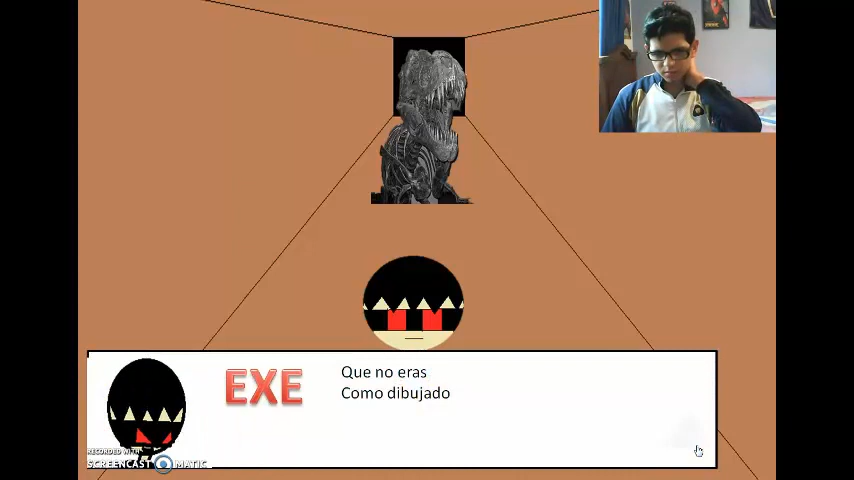 EXE
Que no eras
Como dibujado
RECORDED WITH
SCREENCAST MATIC